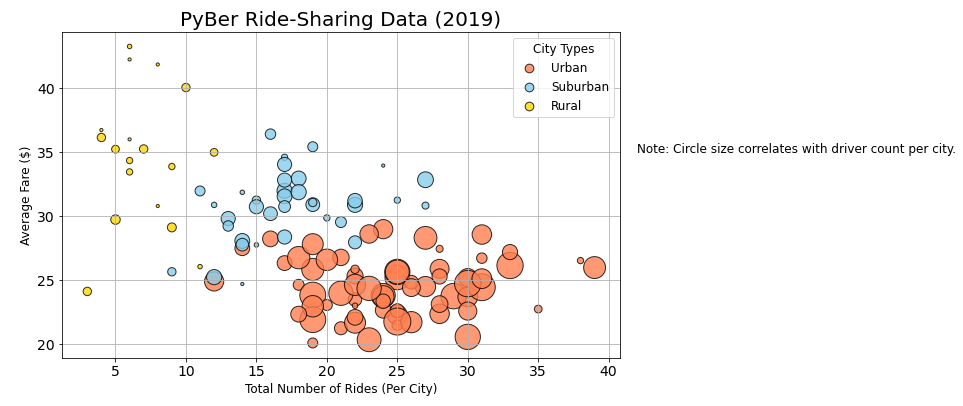 PyBer Ride-Sharing Data (2019)
City Types
Urban
Suburban
Rural
Note: Circle size correlates with driver count per city.
Average Fare ($)
40
35
30
25
20
5 10 15 20 25 30 35 40
Total Number of Rides (Per City)